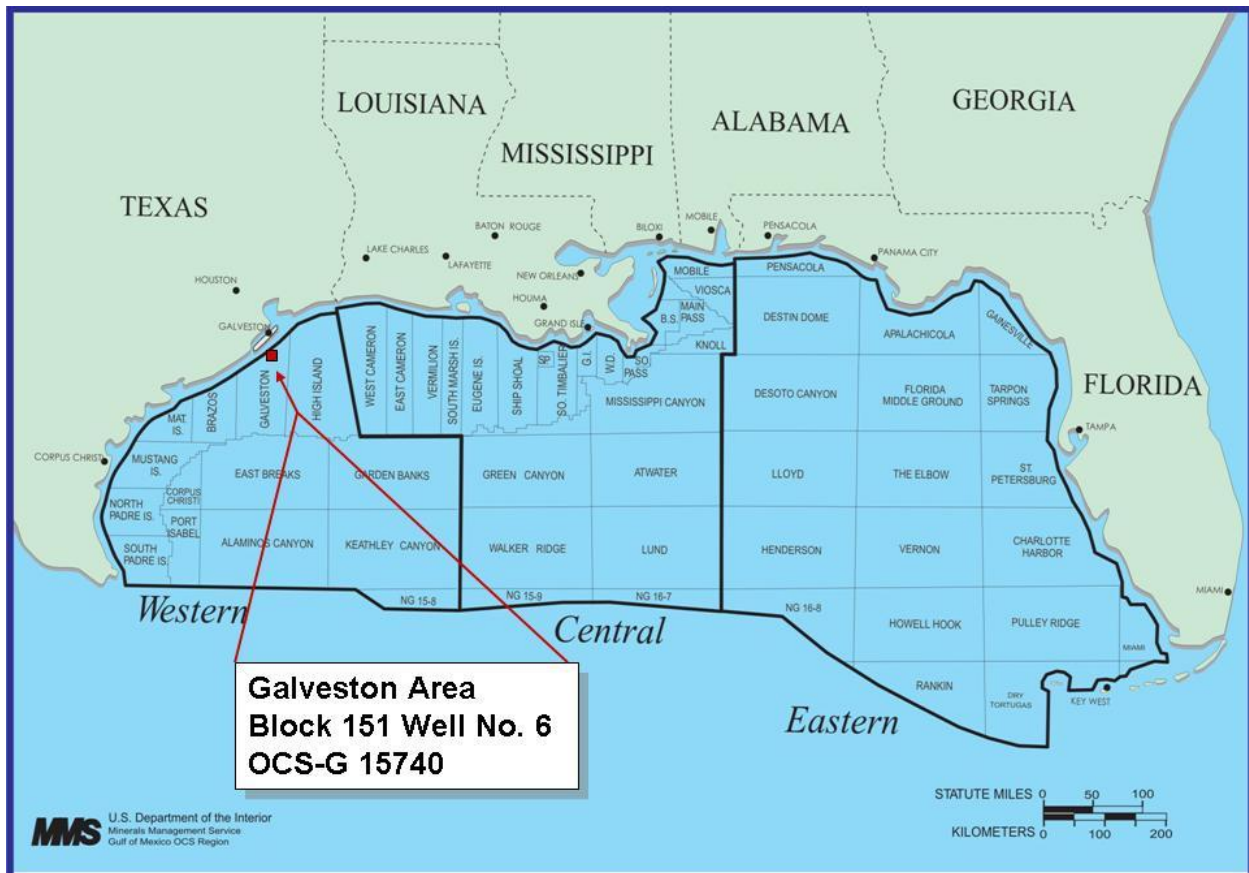 LOUISIANA
GEORGIA
ALABAMA
MISSISSIPPI
TEXAS
BATON ROUGE
BILOXI
MOBILE
PENSACOLA
LAKE CHARLES
LAFAYETTE
NEW ORLEANS
PANAMA CITY
HOUSTON
HOUMA
GRAND ISLE
GALVESTON
MOBILE
PENSACOLA
VIOSCA
B.S.
MAIN
PASS
KNOLL
DESTIN DOME
APALACHICOLA
GAINESVILLE
WEST CAMERON
EAST CAMERON
VERMILION
SOUTH MARSH IS.
EUGENE IS.
SHIP SHOAL
SO. TIMBALIER
G.I.
W.D.
SO.
PASS
FLORIDA
MAT.
IS.
BRAZOS
GALVESTON
HIGH ISLAND
MISSISSIPPI CANYON
DESOTO CANYON
FLORIDA
MIDDLE GROUND
TARPON
SPRINGS
TAMPA
CORPUS CHRISTI
MUSTANG
IS.
EAST BREAKS
GARDEN BANKS
GREEN CANYON
ATWATER
LLOYD
THE ELBOW
ST.
PETERSBURG
NORTH
PADRE IS.
CORPUS
CHRISTI
PORT
ISABEL
SOUTH
PADRE IS.
ALAMINOS CANYON
KEATHLEY CANYON
WALKER RIDGE
LUND
HENDERSON
VERNON
CHARLOTTE
HARBOR
MIAMI
NG 15-8
NG 15-9
NG 16-7
NG 16-8
Western
Central
Eastern
HOWELL HOOK
PULLEY RIDGE
MIAMI
RANKIN
DRY
TORTUGAS
KEY WEST
Galveston Area
Block 151 Well No. 6
OCS-G 15740
STATUTE MILES 0 50 100
KILOMETERS 0 100 200
MMS
U.S. Department of the Interior
Minerals Management Service
Gulf of Mexico OCS Region